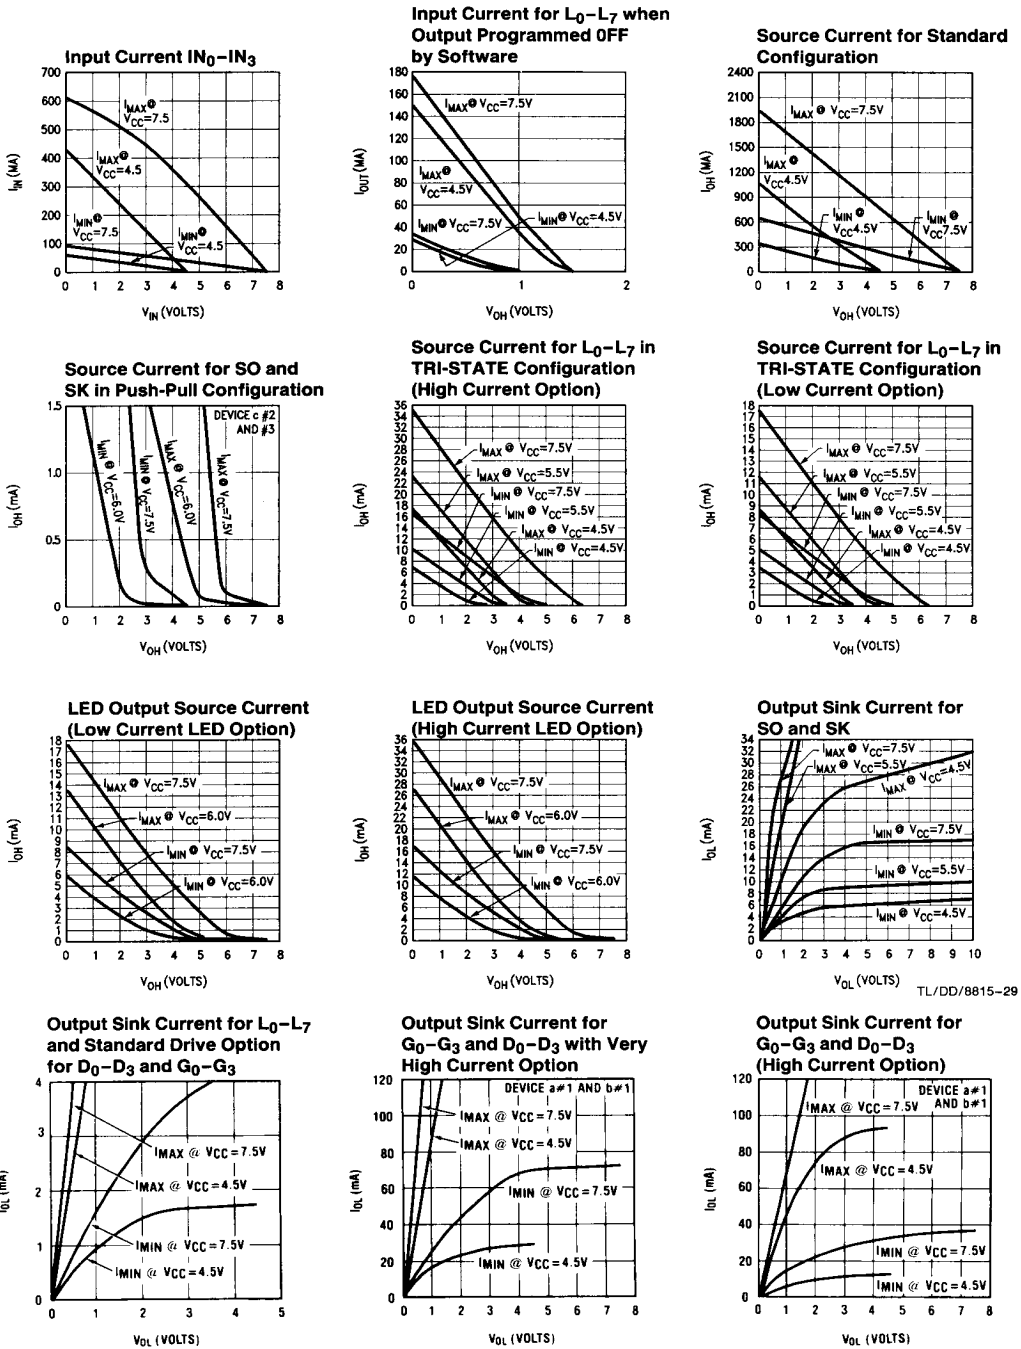 Input Current IN0–IN3
700
600
500
400
300
200
100
0
IIN (MA)
IMAX@
VCC=7.5
IMAX@
VCC=4.5
IMIN@
VCC=7.5
IMIN@
VCC=4.5
0 1 2 3 4 5 6 7 8
VIN (VOLTS)
Input Current for L0–L7 when
Output Programmed 0FF
by Software
180
160
140
120
100
80
60
40
20
0
IOUT (MA)
IMAX@ VCC=7.5V
IMAX@
VCC=4.5V
IMIN@ VCC=7.5V
IMIN@ VCC=4.5V
0 1 2
VOH (VOLTS)
Source Current for Standard
Configuration
2400
2100
1800
1500
1200
900
600
300
0
IOH (MA)
IMAX@ VCC=7.5V
IMAX@
VCC4.5V
IMIN@
VCC4.5V
IMIN@
VCC7.5V
0 1 2 3 4 5 6 7 8
VOH (VOLTS)
Source Current for SO and
SK in Push-Pull Configuration
1.5
1.0
0.5
0
IOH (mA)
DEVICE c #2
AND #3
IMIN@ VCC=6.0V
IMIN@ VCC=7.5V
IMAX@ VCC=6.0V
IMAX@ VCC=7.5V
0 1 2 3 4 5 6 7 8
VOH (VOLTS)
Source Current for L0–L7 in
TRI-STATE Configuration
(High Current Option)
36
34
32
30
28
26
24
22
20
18
16
14
12
10
8
6
4
2
0
IOH (mA)
IMAX@ VCC=7.5V
IMAX@ VCC=5.5V
IMIN@ VCC=7.5V
IMIN@ VCC=5.5V
IMAX@ VCC=4.5V
IMIN@ VCC=4.5V
0 1 2 3 4 5 6 7 8
VOH (VOLTS)
Source Current for L0–L7 in
TRI-STATE Configuration
(Low Current Option)
18
17
16
15
14
13
12
11
10
9
8
7
6
5
4
3
2
1
0
IOH (mA)
IMAX@ VCC=7.5V
IMAX@ VCC=5.5V
IMIN@ VCC=7.5V
IMIN@ VCC=5.5V
IMAX@ VCC=4.5V
IMIN@ VCC=4.5V
0 1 2 3 4 5 6 7 8
VOH (VOLTS)
LED Output Source Current
(Low Current LED Option)
18
17
16
15
14
13
12
11
10
9
8
7
6
5
4
3
2
1
0
IOH (mA)
IMAX@ VCC=7.5V
IMAX@ VCC=6.0V
IMIN@ VCC=7.5V
IMIN@ VCC=6.0V
0 1 2 3 4 5 6 7 8
VOH (VOLTS)
LED Output Source Current
(High Current LED Option)
36
34
32
30
28
26
24
22
20
18
16
14
12
10
8
6
4
2
0
IOH (mA)
IMAX@ VCC=7.5V
IMAX@ VCC=6.0V
IMIN@ VCC=7.5V
IMIN@ VCC=6.0V
0 1 2 3 4 5 6 7 8
VOH (VOLTS)
Output Sink Current for
SO and SK
34
32
30
28
26
24
22
20
18
16
14
12
10
8
6
4
2
0
IOL (mA)
IMAX@ VCC=7.5V
IMAX@ VCC=5.5V
IMAX@ VCC=4.5V
IMIN@ VCC=7.5V
IMIN@ VCC=5.5V
IMIN@ VCC=4.5V
0 1 2 3 4 5 6 7 8 9 10
VOL (VOLTS)
TL/DD/8815-29
Output Sink Current for L0–L7
and Standard Drive Option
for D0–D3 and G0–G3
4
3
2
1
0
IOL (mA)
IMAX @ VCC = 7.5V
IMAX @ VCC = 4.5V
IMIN @ VCC = 7.5V
IMIN @ VCC = 4.5V
0 1 2 3 4 5
VOL (VOLTS)
Output Sink Current for
G0–G3 and D0–D3 with Very
High Current Option
120
100
80
60
40
20
0
IOL (mA)
DEVICE a#1 AND b#1
IMAX @ VCC = 7.5V
IMAX @ VCC = 4.5V
IMIN @ VCC = 7.5V
IMIN @ VCC = 4.5V
0 1 2 3 4 5 6 7 8
VOL (VOLTS)
Output Sink Current for
G0–G3 and D0–D3
(High Current Option)
120
100
80
60
40
20
0
IOL (mA)
DEVICE a#1
AND b#1
IMAX @ VCC = 7.5V
IMAX @ VCC = 4.5V
IMIN @ VCC = 7.5V
IMIN @ VCC = 4.5V
0 1 2 3 4 5 6 7 8
VOL (VOLTS)